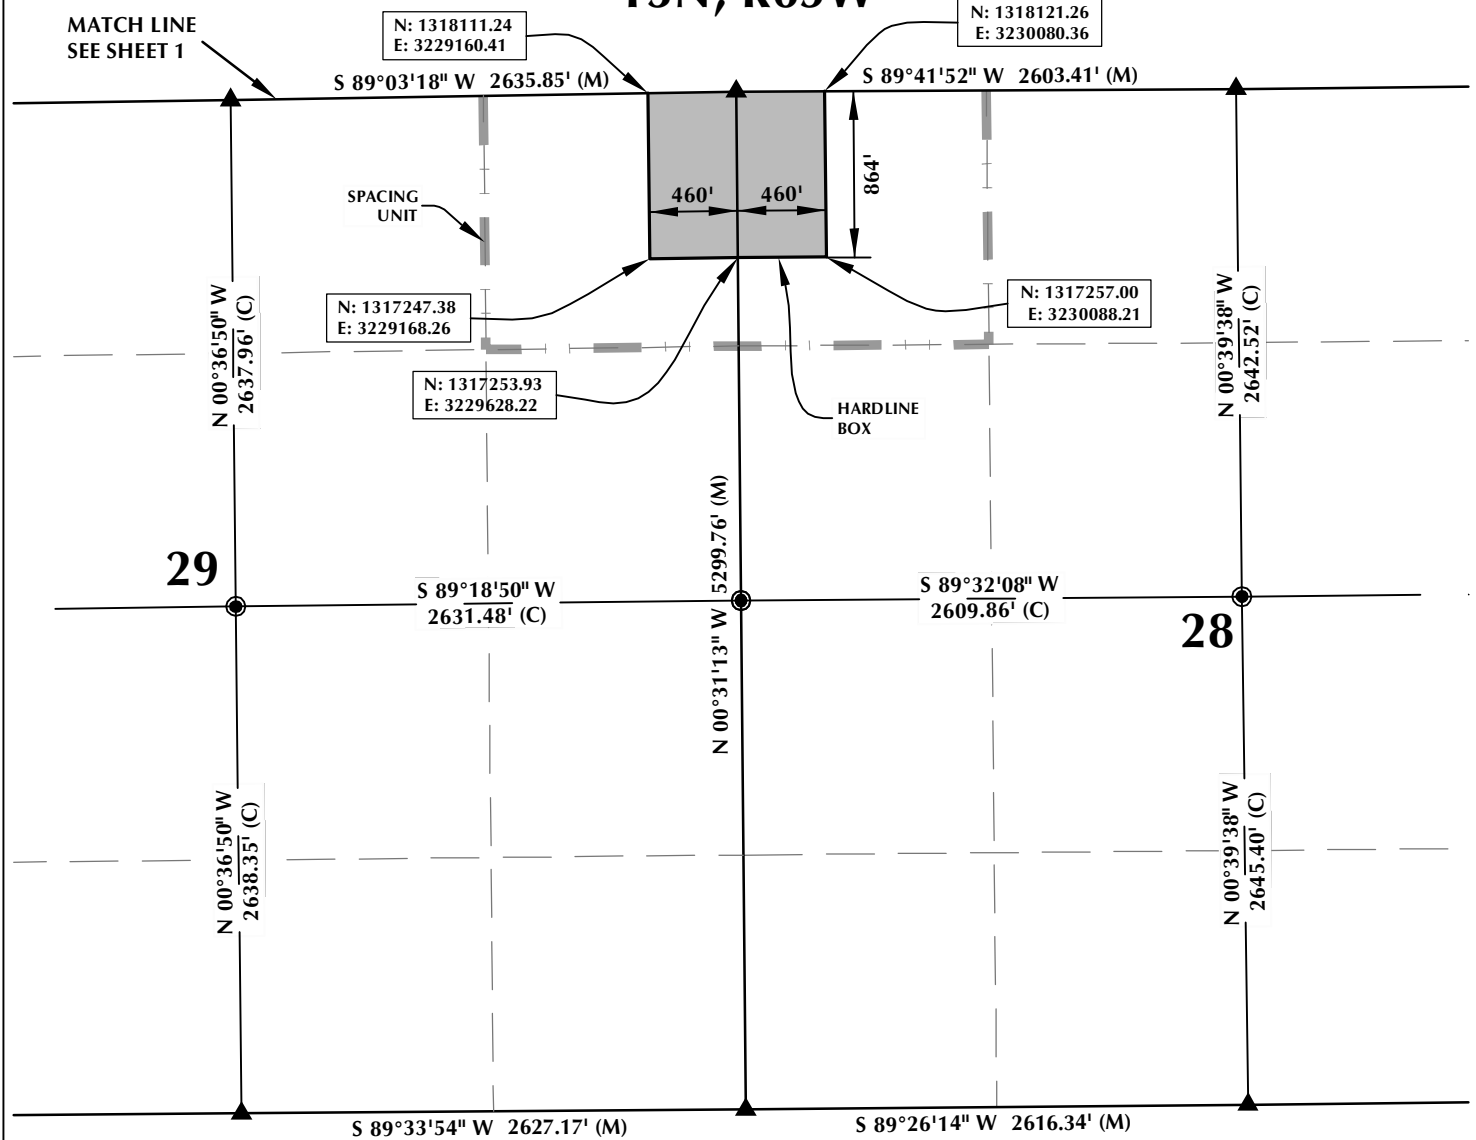 MATCH LINE
SEE SHEET 1
N: 1318111.24
E: 3229160.41
N: 1318121.26
E: 3230080.36
S 89°03'18" W 2635.85' (M)
S 89°41'52" W 2603.41' (M)
SPACING
UNIT
460'
460'
864'
N: 1317247.38
E: 3229168.26
N: 1317257.00
E: 3230088.21
N: 1317253.93
E: 3229628.22
HARDLINE
BOX
N 00°36'50" W
2637.96' (C)
N 00°39'38" W
2642.52' (C)
29
S 89°18'50" W
2631.48' (C)
N 00°31'13" W 5299.76' (M)
S 89°32'08" W
2609.86' (C)
28
N 00°36'50" W
2638.35' (C)
N 00°39'38" W
2645.40' (C)
S 89°33'54" W 2627.17' (M)
S 89°26'14" W 2616.34' (M)